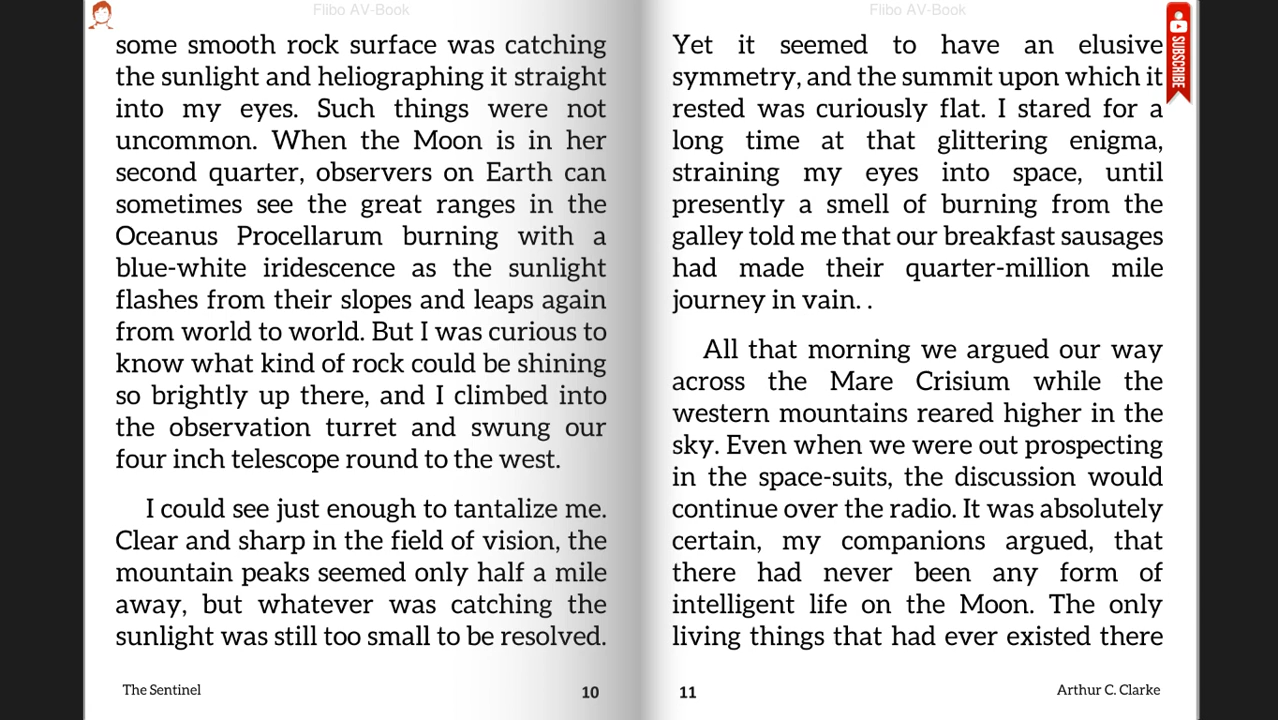 Flibo AV-Book
some smooth rock surface was catching
the sunlight and heliographing it straight
into my eyes. Such things were not
uncommon. When the Moon is in her
second quarter, observers on Earth can
sometimes see the great ranges in the
Oceanus Procellarum burning with a
blue-white iridescence as the sunlight
flashes from their slopes and leaps again
from world to world. But I was curious to
know what kind of rock could be shining
so brightly up there, and I climbed into
the observation turret and swung our
four inch telescope round to the west.
I could see just enough to tantalize me.
Clear and sharp in the field of vision, the
mountain peaks seemed only half a mile
away, but whatever was catching the
sunlight was still too small to be resolved.
The Sentinel
10
Flibo AV-Book
SUBSCRIBE
Yet it seemed to have an elusive
symmetry, and the summit upon which it
rested was curiously flat. I stared for a
long time at that glittering enigma,
straining my eyes into space, until
presently a smell of burning from the
galley told me that our breakfast sausages
had made their quarter-million mile
journey in vain. . 
All that morning we argued our way
across the Mare Crisium while the
western mountains reared higher in the
sky. Even when we were out prospecting
in the space-suits, the discussion would
continue over the radio. It was absolutely
certain, my companions argued, that
there had never been any form of
intelligent life on the Moon. The only
living things that had ever existed there
11
Arthur C. Clarke